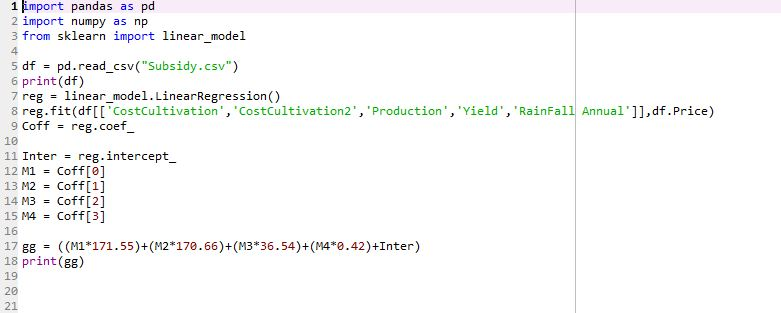 1 import pandas as pd
2 import numpy as np
3 from sklearn import linear_model
4
5 df = pd.read_csv("Subsidy.csv")
6 print(df)
7 reg = linear_model.LinearRegression()
8 reg.fit(df[['CostCultivation','CostCultivation2','Production','Yield','RainFall Annual']],df.Price)
9 Coff = reg.coef_
10
11 Inter = reg.intercept_
12 M1 = Coff[0]
13 M2 = Coff[1]
14 M3 = Coff[2]
15 M4 = Coff[3]
16
17 gg = ((M1*171.55)+(M2*170.66)+(M3*36.54)+(M4*0.42)+Inter)
18 print(gg)
19
20
21